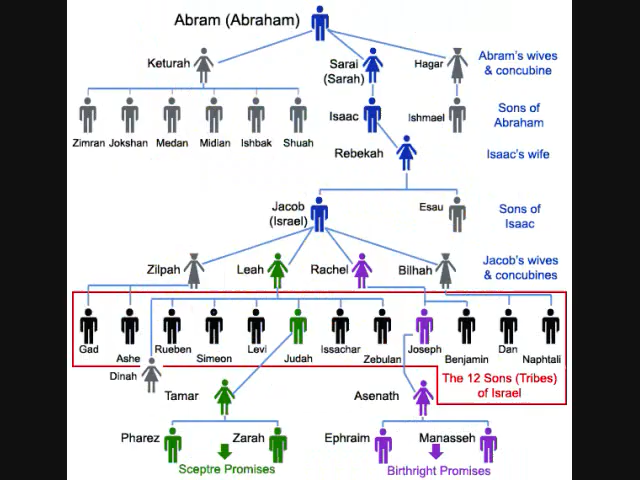 Abram (Abraham)
Keturah
Sarai
(Sarah)
Hagar
Abram's wives
& concubine
Zimran Jokshan Medan Midian Ishbak Shuah
Isaac
Ishmael
Sons of
Abraham
Rebekah
Isaac's wife
Jacob
(Israel)
Esau
Sons of
Isaac
Zilpah
Leah
Rachel
Bilhah
Jacob's wives
& concubines
Gad
Ashe
Rueben
Simeon
Levi
Judah
Issachar
Zebulan
Joseph
Benjamin
Dan
Naphtali
Dinah
The 12 Sons (Tribes)
of Israel
Tamar
Asenath
Pharez
Zarah
Ephraim
Manasseh
Sceptre Promises
Birthright Promises